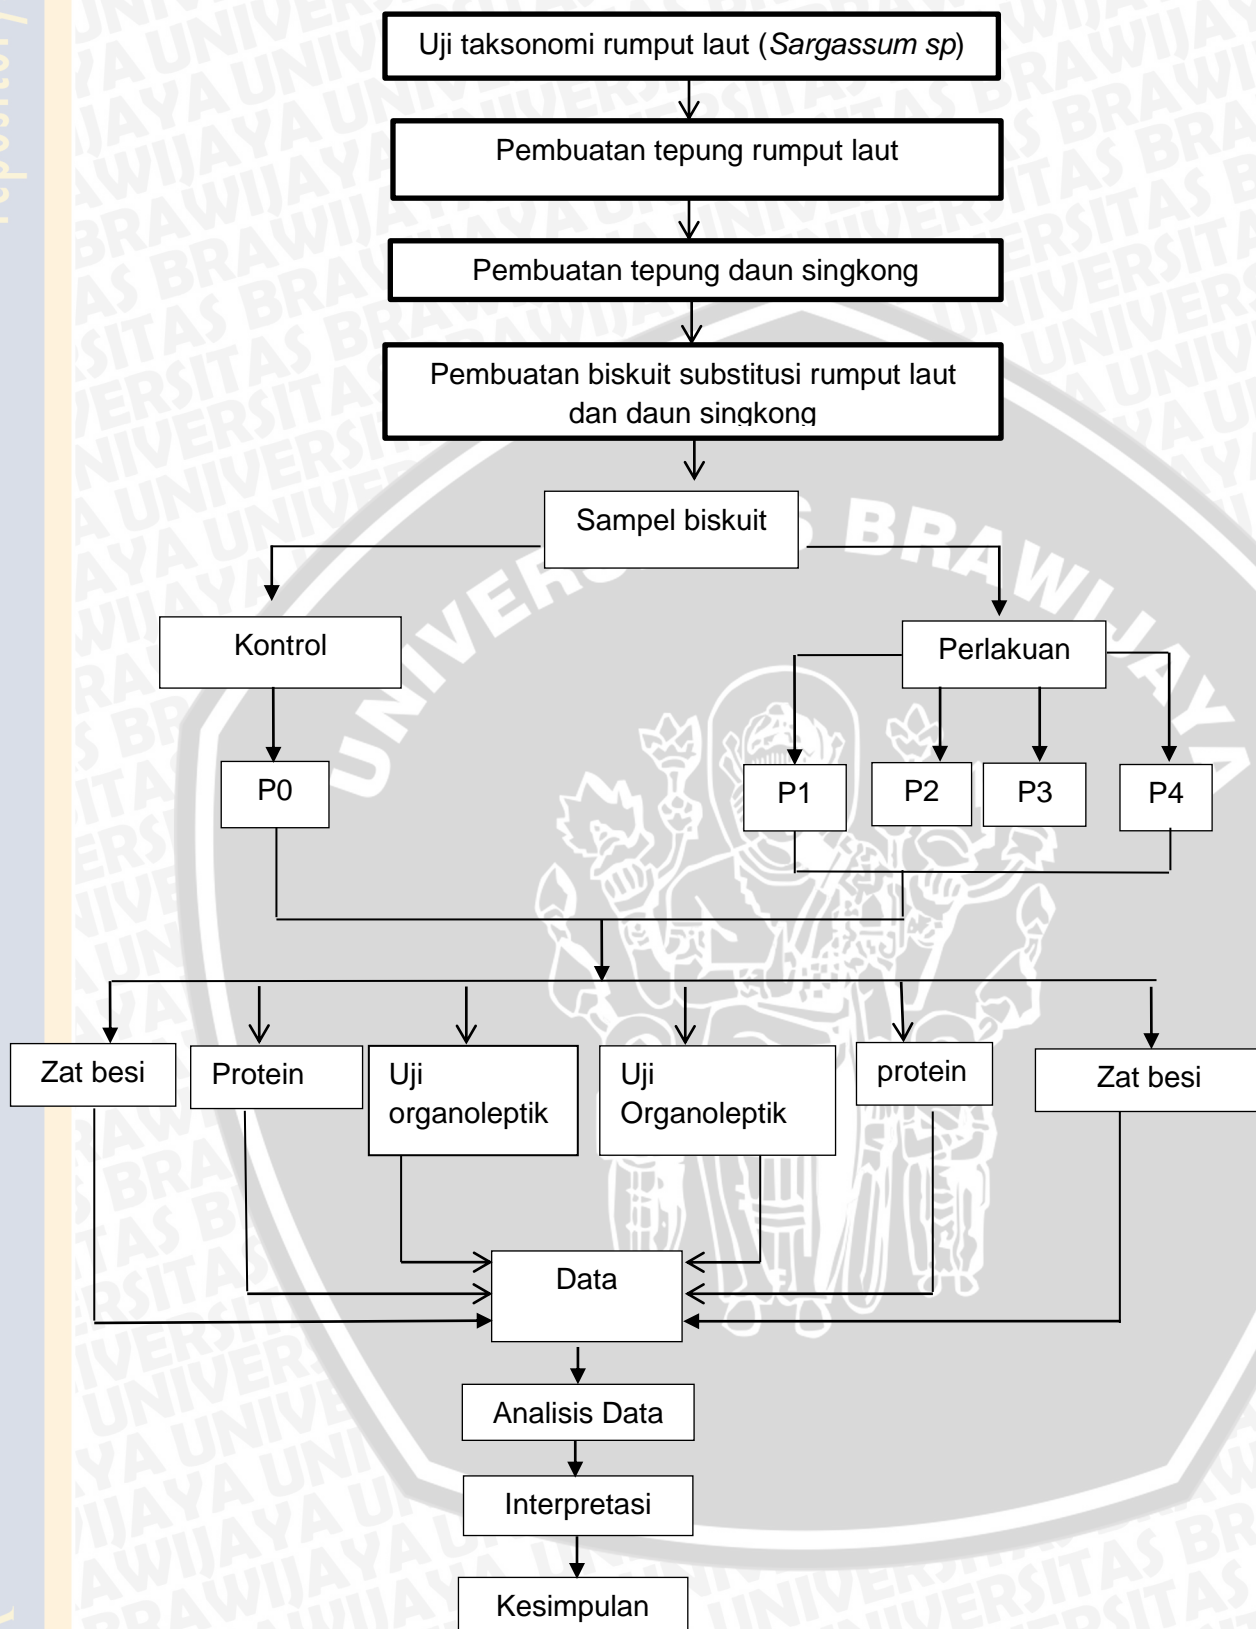 Uji taksonomi rumput laut (Sargassum sp)
Pembuatan tepung rumput laut
Pembuatan tepung daun singkong
Pembuatan biskuit substitusi rumput laut
dan daun singkong
Sampel biskuit
Kontrol
Perlakuan
P0
P1
P2
P3
P4
Zat besi
Protein
Uji
organoleptik
Uji
Organoleptik
protein
Zat besi
Data
Analisis Data
Interpretasi
Kesimpulan
UNIVERSITAS BRAWIJAYA